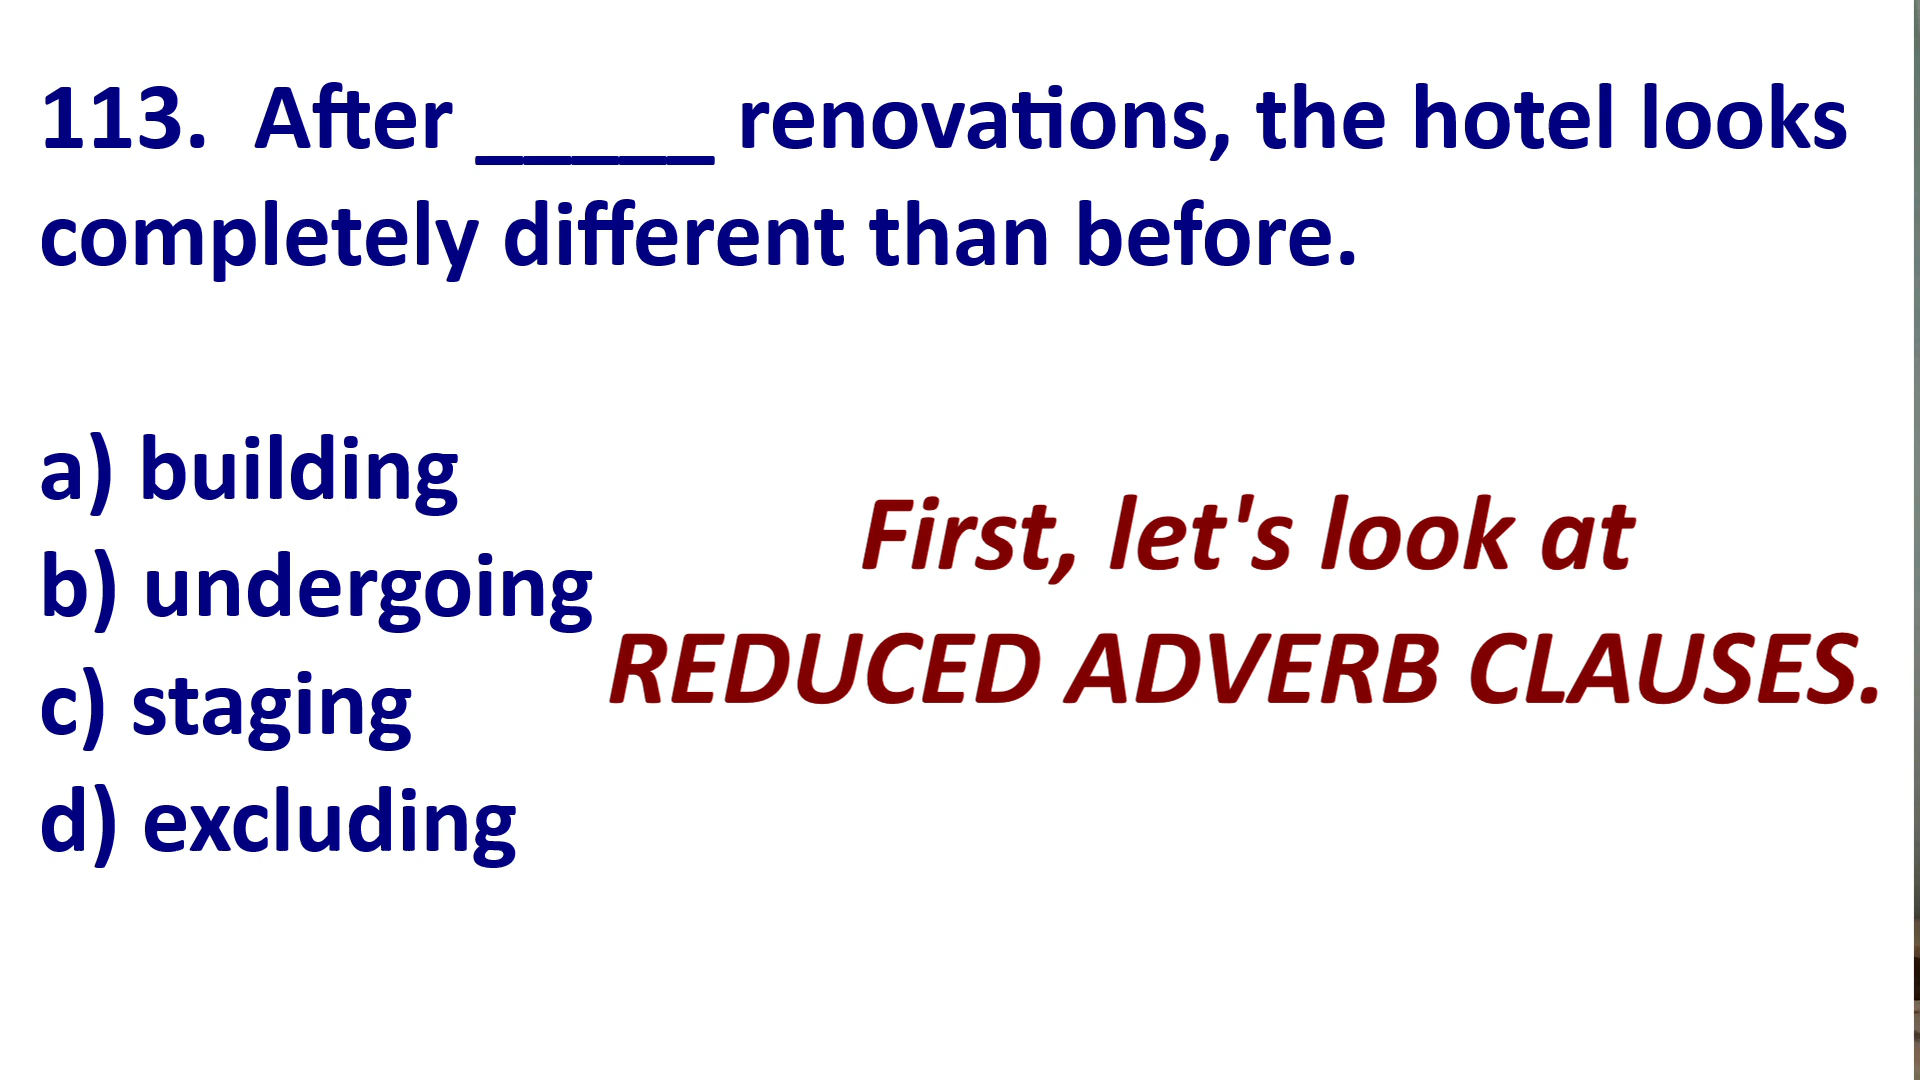 113.  After _____ renovations, the hotel looks
completely different than before.
a) building
b) undergoing
c) staging
d) excluding
First, let's look at
REDUCED ADVERB CLAUSES.